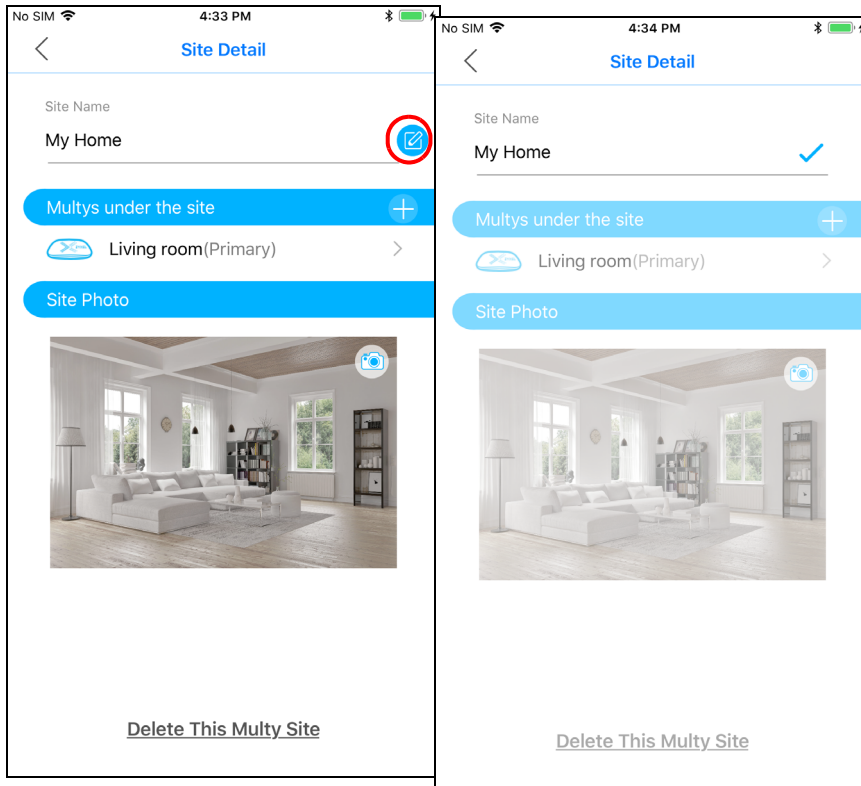 No SIM 4:33 PM
Site Detail
Site Name
My Home
Multys under the site
Living room(Primary)
Site Photo
Delete This Multy Site
No SIM 4:34 PM
Site Detail
Site Name
My Home
Multys under the site
Living room(Primary)
Site Photo
Delete This Multy Site